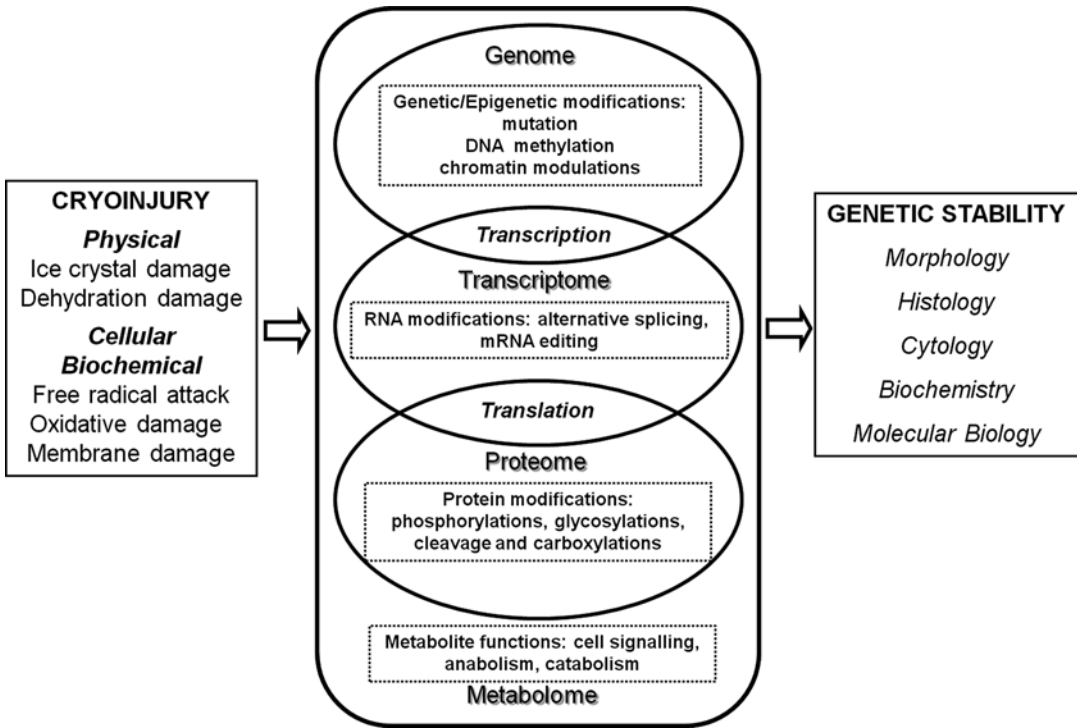 CRYOINJURY
Physical
Ice crystal damage
Dehydration damage
Cellular
Biochemical
Free radical attack
Oxidative damage
Membrane damage
Genome
Genetic/Epigenetic modifications:
mutation
DNA methylation
chromatin modulations
Transcription
Transcriptome
RNA modifications: alternative splicing,
mRNA editing
Translation
Proteome
Protein modifications:
phosphorylations, glycosylations,
cleavage and carboxylations
Metabolite functions: cell signalling,
anabolism, catabolism
Metabolome
GENETIC STABILITY
Morphology
Histology
Cytology
Biochemistry
Molecular Biology